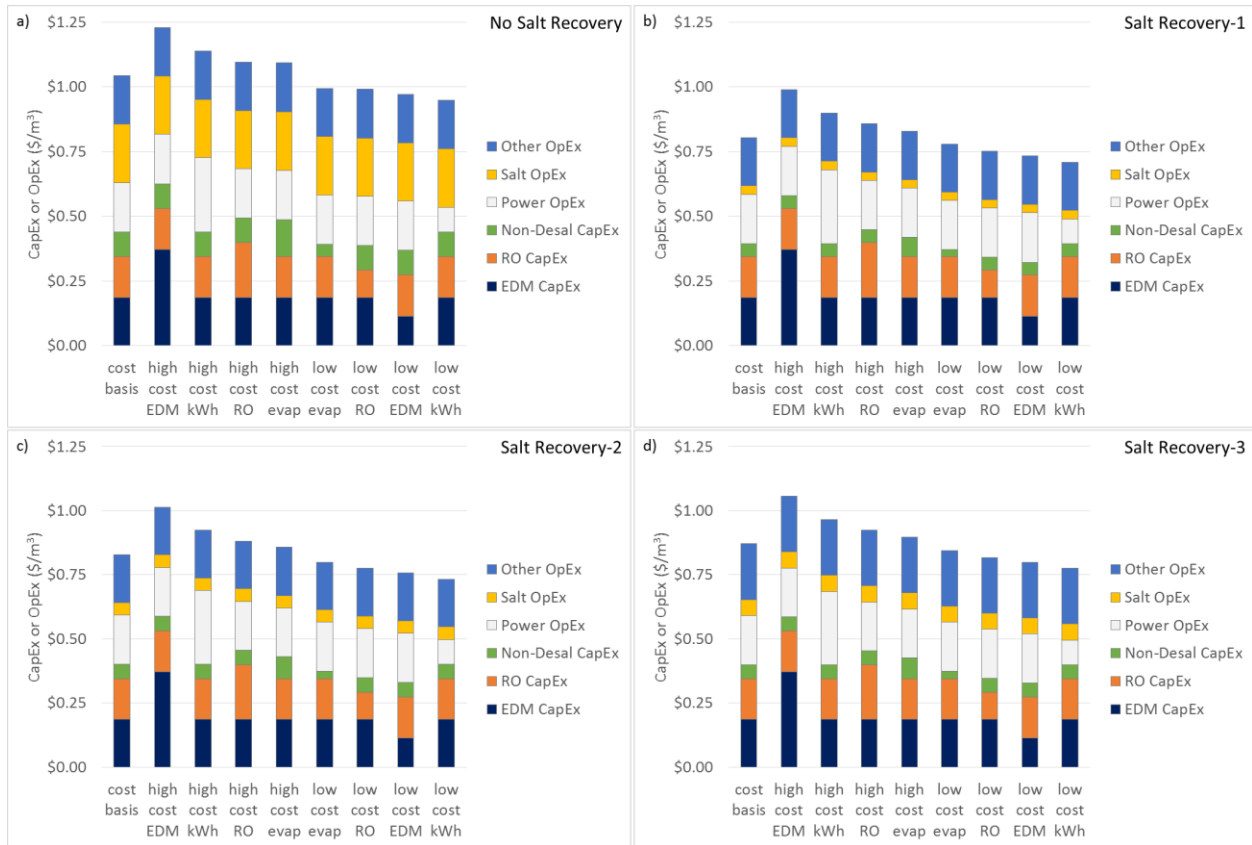 a)
No Salt Recovery
CapEx or OpEx ($/m³)
$1.25
$1.00
$0.75
$0.50
$0.25
$0.00
cost basis
high cost EDM
high cost kWh
high cost RO
high cost evap
low cost evap
low cost RO
low cost EDM
low cost kWh
Other OpEx
Salt OpEx
Power OpEx
Non-Desal CapEx
RO CapEx
EDM CapEx
b)
Salt Recovery-1
$1.25
$1.00
$0.75
$0.50
$0.25
$0.00
cost basis
high cost EDM
high cost kWh
high cost RO
high cost evap
low cost evap
low cost RO
low cost EDM
low cost kWh
Other OpEx
Salt OpEx
Power OpEx
Non-Desal CapEx
RO CapEx
EDM CapEx
c)
Salt Recovery-2
CapEx or OpEx ($/m³)
$1.25
$1.00
$0.75
$0.50
$0.25
$0.00
cost basis
high cost EDM
high cost kWh
high cost RO
high cost evap
low cost evap
low cost RO
low cost EDM
low cost kWh
Other OpEx
Salt OpEx
Power OpEx
Non-Desal CapEx
RO CapEx
EDM CapEx
d)
Salt Recovery-3
$1.25
$1.00
$0.75
$0.50
$0.25
$0.00
cost basis
high cost EDM
high cost kWh
high cost RO
high cost evap
low cost evap
low cost RO
low cost EDM
low cost kWh
Other OpEx
Salt OpEx
Power OpEx
Non-Desal CapEx
RO CapEx
EDM CapEx